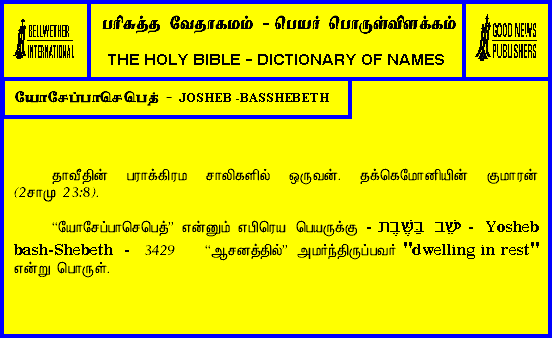 BELLWETHER
INTERNATIONAL
பரிசுத்த வேதாகமம் - பெயர் பொருள்விளக்கம்
THE HOLY BIBLE - DICTIONARY OF NAMES
GOOD NEWS
PUBLISHERS
யோசேப்பாசெபெத் - JOSHEB -BASSHEBETH
தாவீதின் பராக்கிரம சாலிகளில் ஒருவன். தக்கெமோனியின் குமாரன்
(2சாமு 23:8).
“யோசேப்பாசெபெத்” என்னும் எபிரெய பெயருக்கு - יֹשֵׁב בַּשֶּׁבֶת - Yosheb
bash-Shebeth - 3429 “ஆசனத்தில்” அமர்ந்திருப்பவர் "dwelling in rest"
என்று பொருள்.